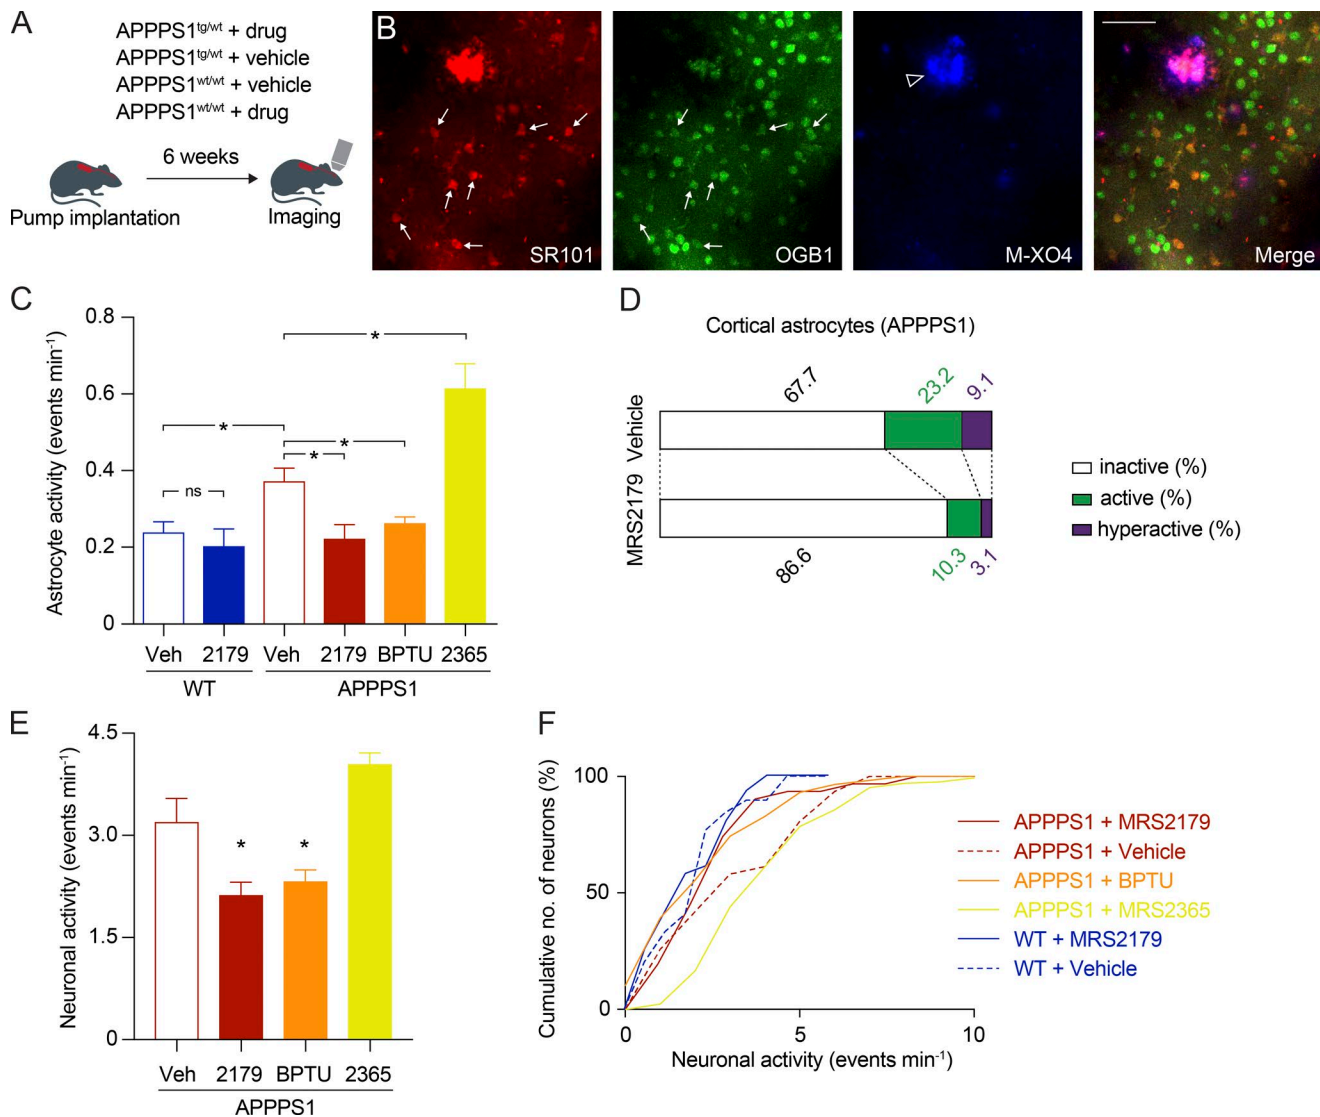 A
APPPS1tg/wt + drug
APPPS1tg/wt + vehicle
APPPS1wt/wt + vehicle
APPPS1wt/wt + drug
6 weeks
Pump implantation
Imaging
B
SR101
OGB1
M-XO4
Merge
C
Astrocyte activity (events min-1)
0.8
0.6
0.4
0.2
0
*
*
*
*
ns
Veh
2179
Veh
2179
BPTU
2365
WT
APPPS1
D
Cortical astrocytes (APPPS1)
67.7
23.2
9.1
Vehicle
MRS2179
86.6
10.3
3.1
inactive (%)
active (%)
hyperactive (%)
E
Neuronal activity (events min-1)
4.5
3.0
1.5
0
*
*
Veh
2179
BPTU
2365
APPPS1
F
Cumulative no. of neurons (%)
100
50
0
0
5
10
Neuronal activity (events min-1)
APPPS1 + MRS2179
APPPS1 + Vehicle
APPPS1 + BPTU
APPPS1 + MRS2365
WT + MRS2179
WT + Vehicle